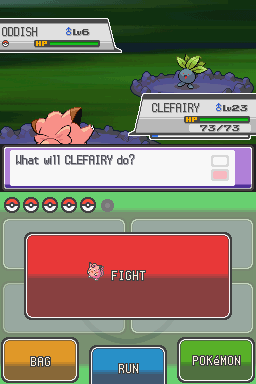 ODDISH ♂Lv6
HP
CLEFAIRY ♂Lv23
HP
73/73
What will CLEFAIRY do?
FIGHT
BAG
RUN
POKéMON